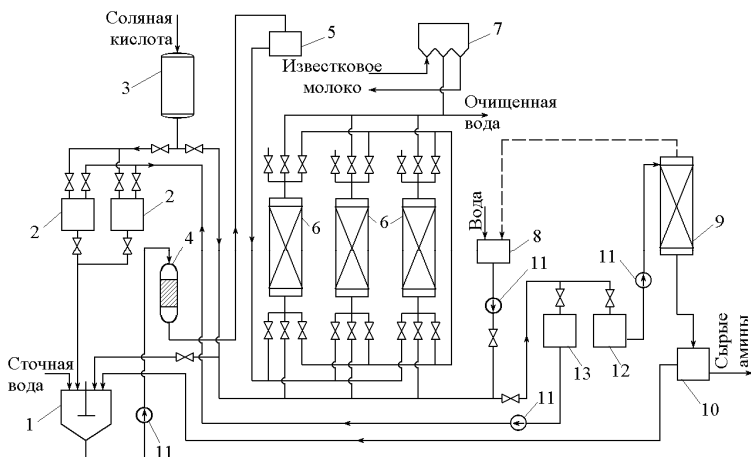 Соляная
кислота
3
5
7
Известковое
молоко
Очищенная
вода
2
2
4
6
6
Вода
8
11
9
11
13
12
Сырые
амины
10
Сточная
вода
1
11
11